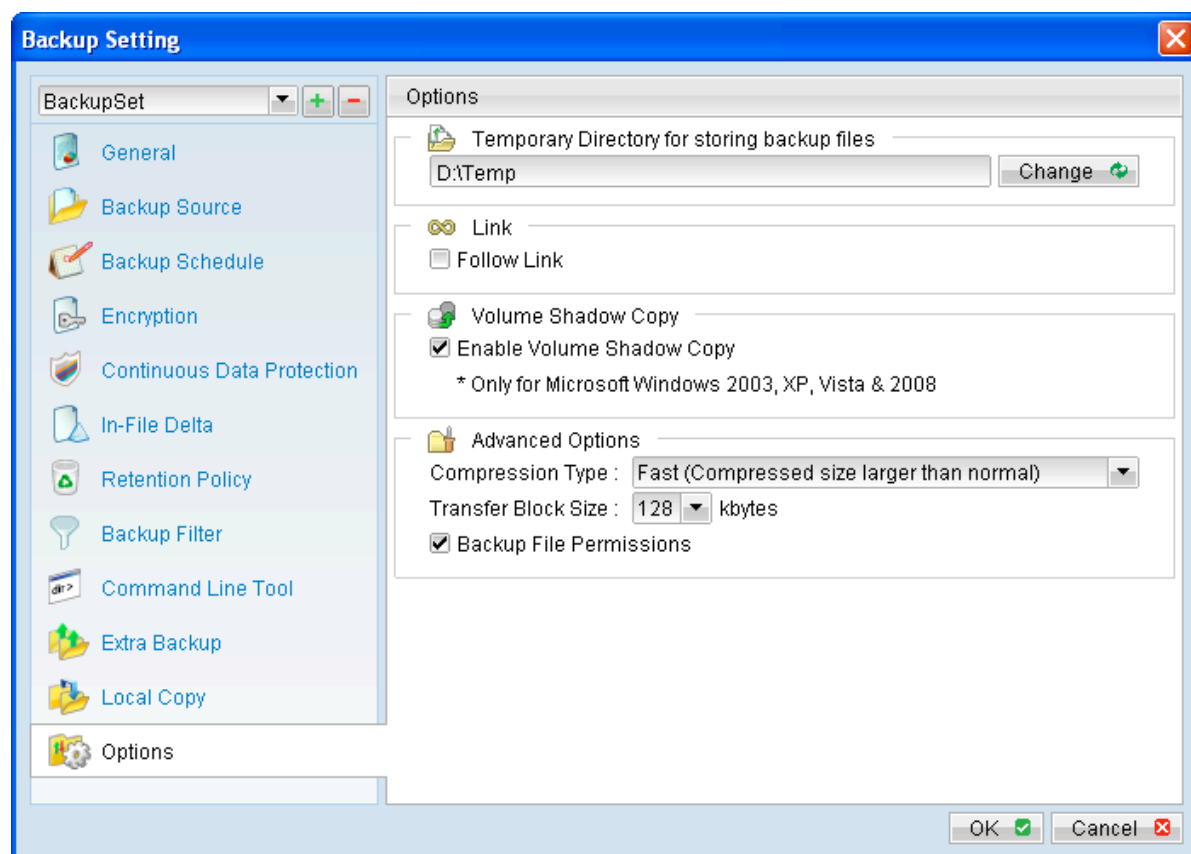 Backup Setting
BackupSet
General
Backup Source
Backup Schedule
Encryption
Continuous Data Protection
In-File Delta
Retention Policy
Backup Filter
dir>
Command Line Tool
Extra Backup
Local Copy
Options
Options
Temporary Directory for storing backup files
D:\Temp
Change
Link
Follow Link
Volume Shadow Copy
Enable Volume Shadow Copy
* Only for Microsoft Windows 2003, XP, Vista & 2008
Advanced Options
Compression Type : Fast (Compressed size larger than normal)
Transfer Block Size : 128 kbytes
Backup File Permissions
OK Cancel